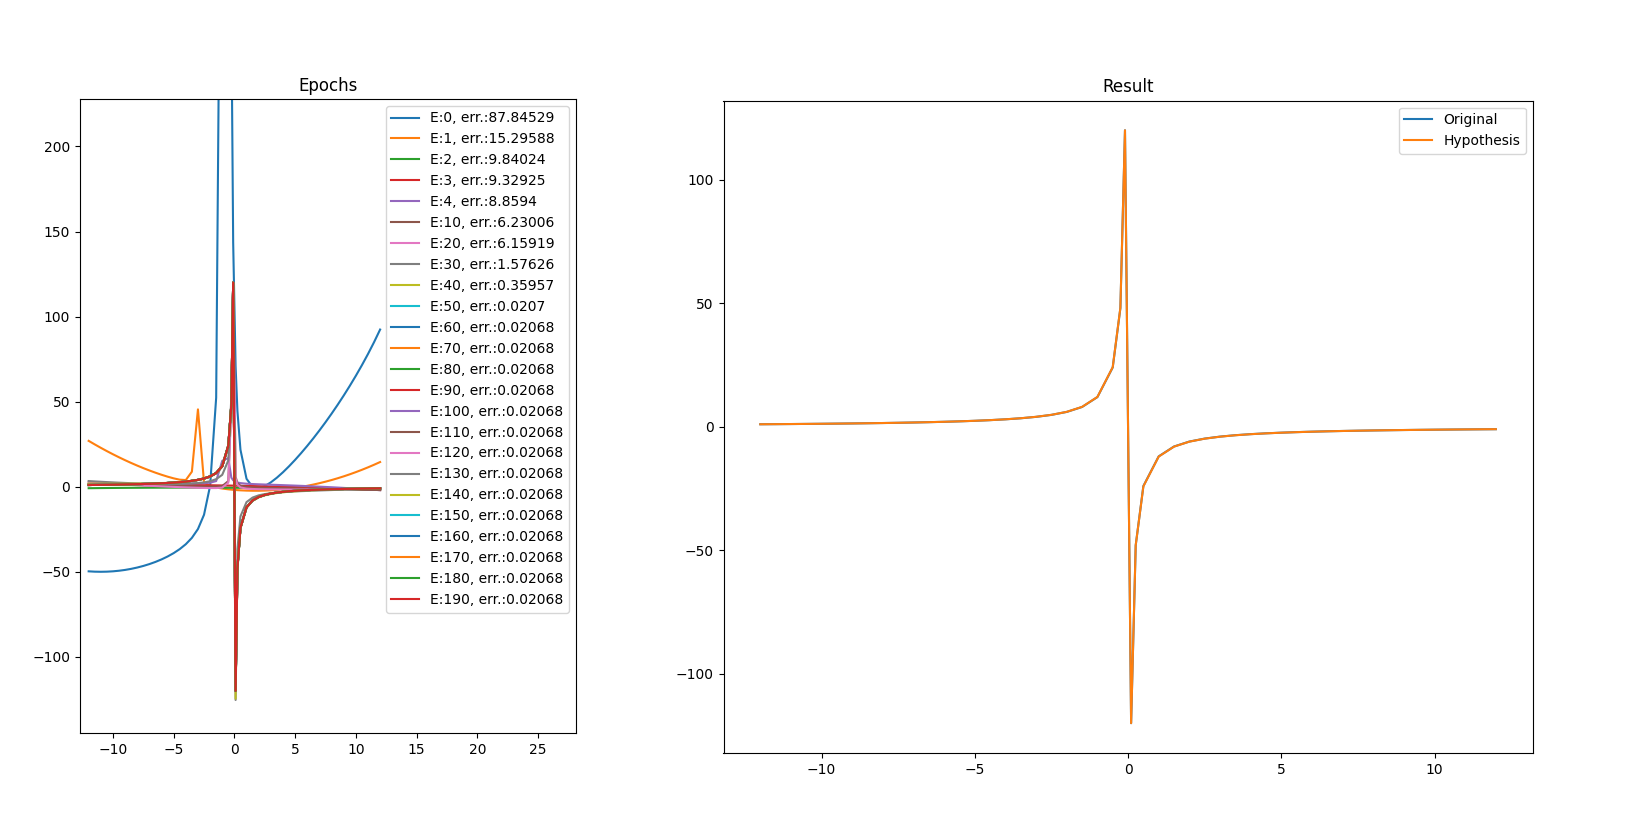 Epochs
200
150
100
50
0
−50
−100
−10
−5
0
5
10
15
20
25
E:0, err.:87.84529
E:1, err.:15.29588
E:2, err.:9.84024
E:3, err.:9.32925
E:4, err.:8.8594
E:10, err.:6.23006
E:20, err.:6.15919
E:30, err.:1.57626
E:40, err.:0.35957
E:50, err.:0.0207
E:60, err.:0.02068
E:70, err.:0.02068
E:80, err.:0.02068
E:90, err.:0.02068
E:100, err.:0.02068
E:110, err.:0.02068
E:120, err.:0.02068
E:130, err.:0.02068
E:140, err.:0.02068
E:150, err.:0.02068
E:160, err.:0.02068
E:170, err.:0.02068
E:180, err.:0.02068
E:190, err.:0.02068
Result
100
50
0
−50
−100
−10
−5
0
5
10
Original
Hypothesis